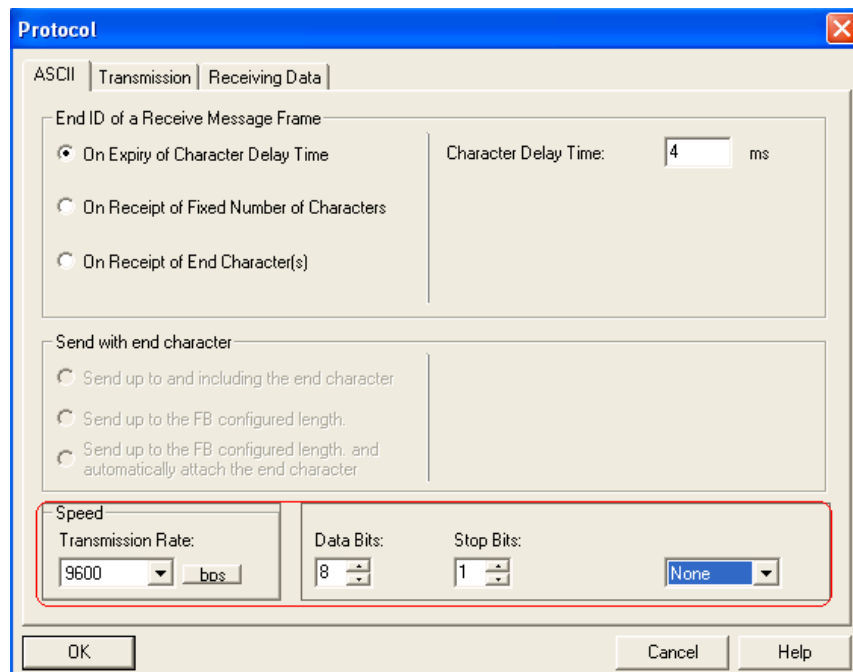 Protocol
ASCII Transmission Receiving Data
End ID of a Receive Message Frame
On Expiry of Character Delay Time
Character Delay Time: 4 ms
On Receipt of Fixed Number of Characters
On Receipt of End Character(s)
Send with end character
Send up to and including the end character
Send up to the FB configured length.
Send up to the FB configured length. and
automatically attach the end character
Speed
Transmission Rate: Data Bits: Stop Bits:
9600 bps 8 1 None
OK Cancel Help